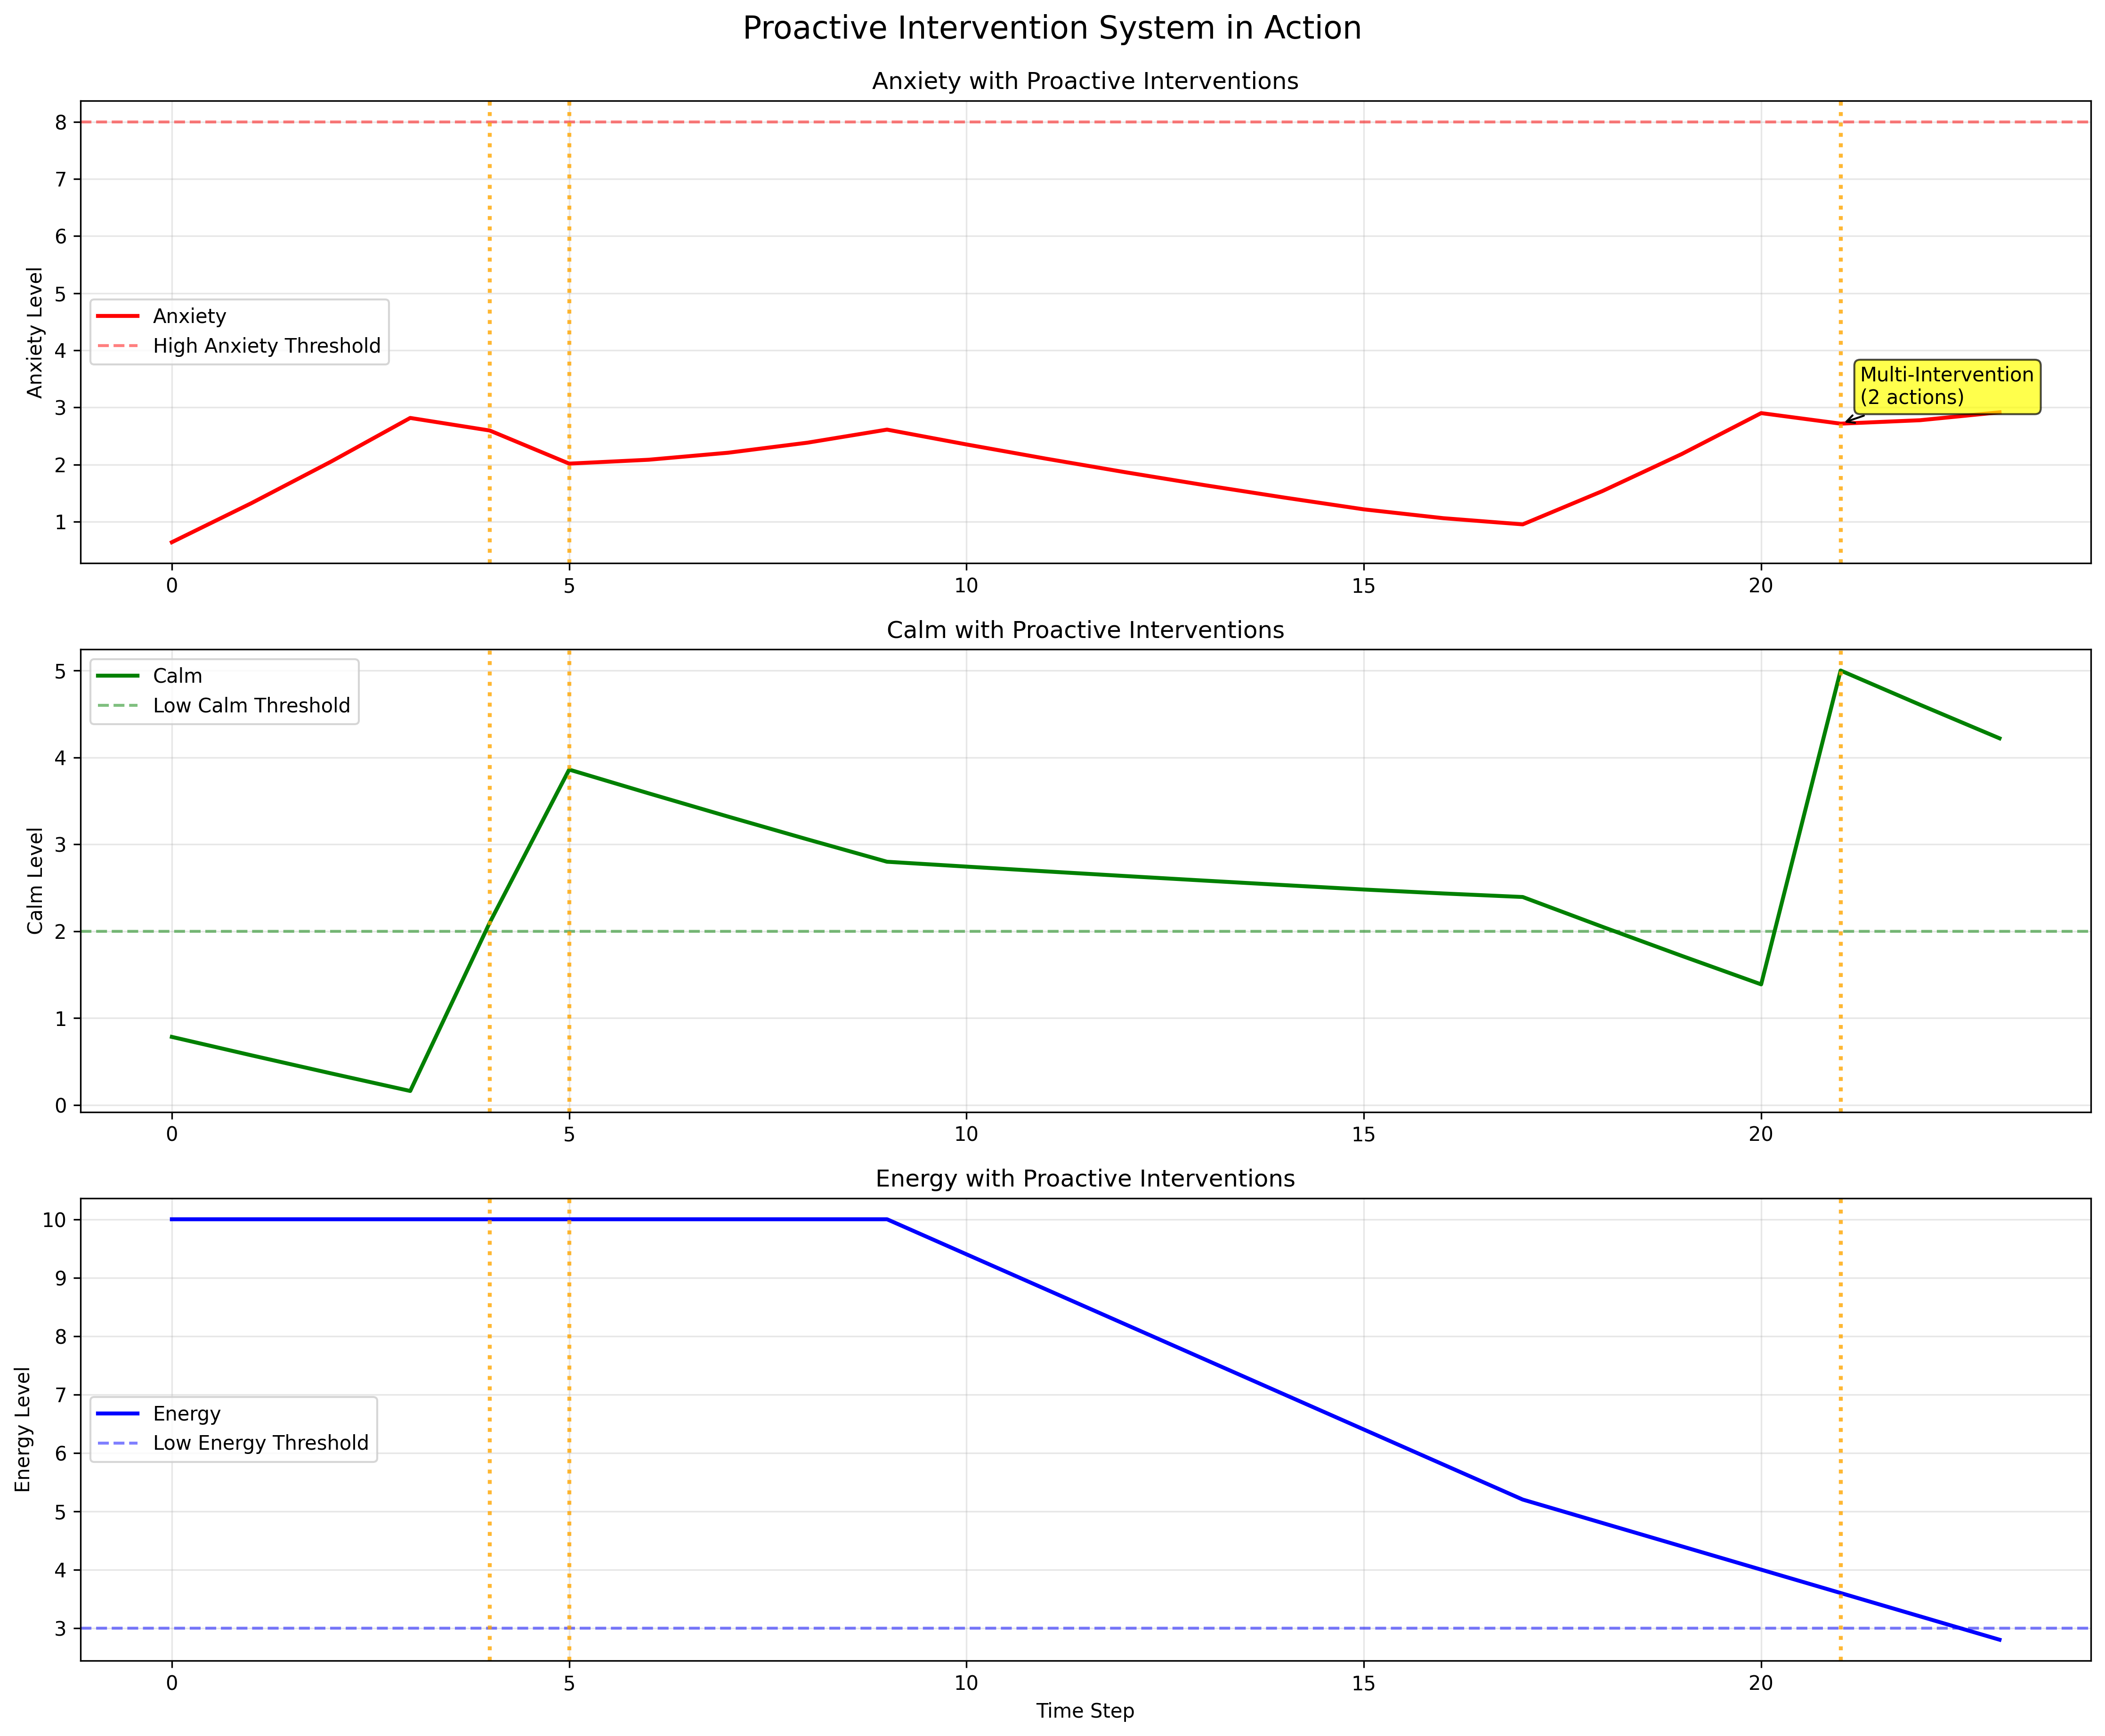 Proactive Intervention System in Action
Anxiety with Proactive Interventions
8
7
6
5
4
3
2
1
Anxiety Level
Anxiety
High Anxiety Threshold
Multi-Intervention
(2 actions)
0
5
10
15
20
Calm with Proactive Interventions
5
4
3
2
1
0
Calm Level
Calm
Low Calm Threshold
0
5
10
15
20
Energy with Proactive Interventions
10
9
8
7
6
5
4
3
Energy Level
Energy
Low Energy Threshold
0
5
10
15
20
Time Step